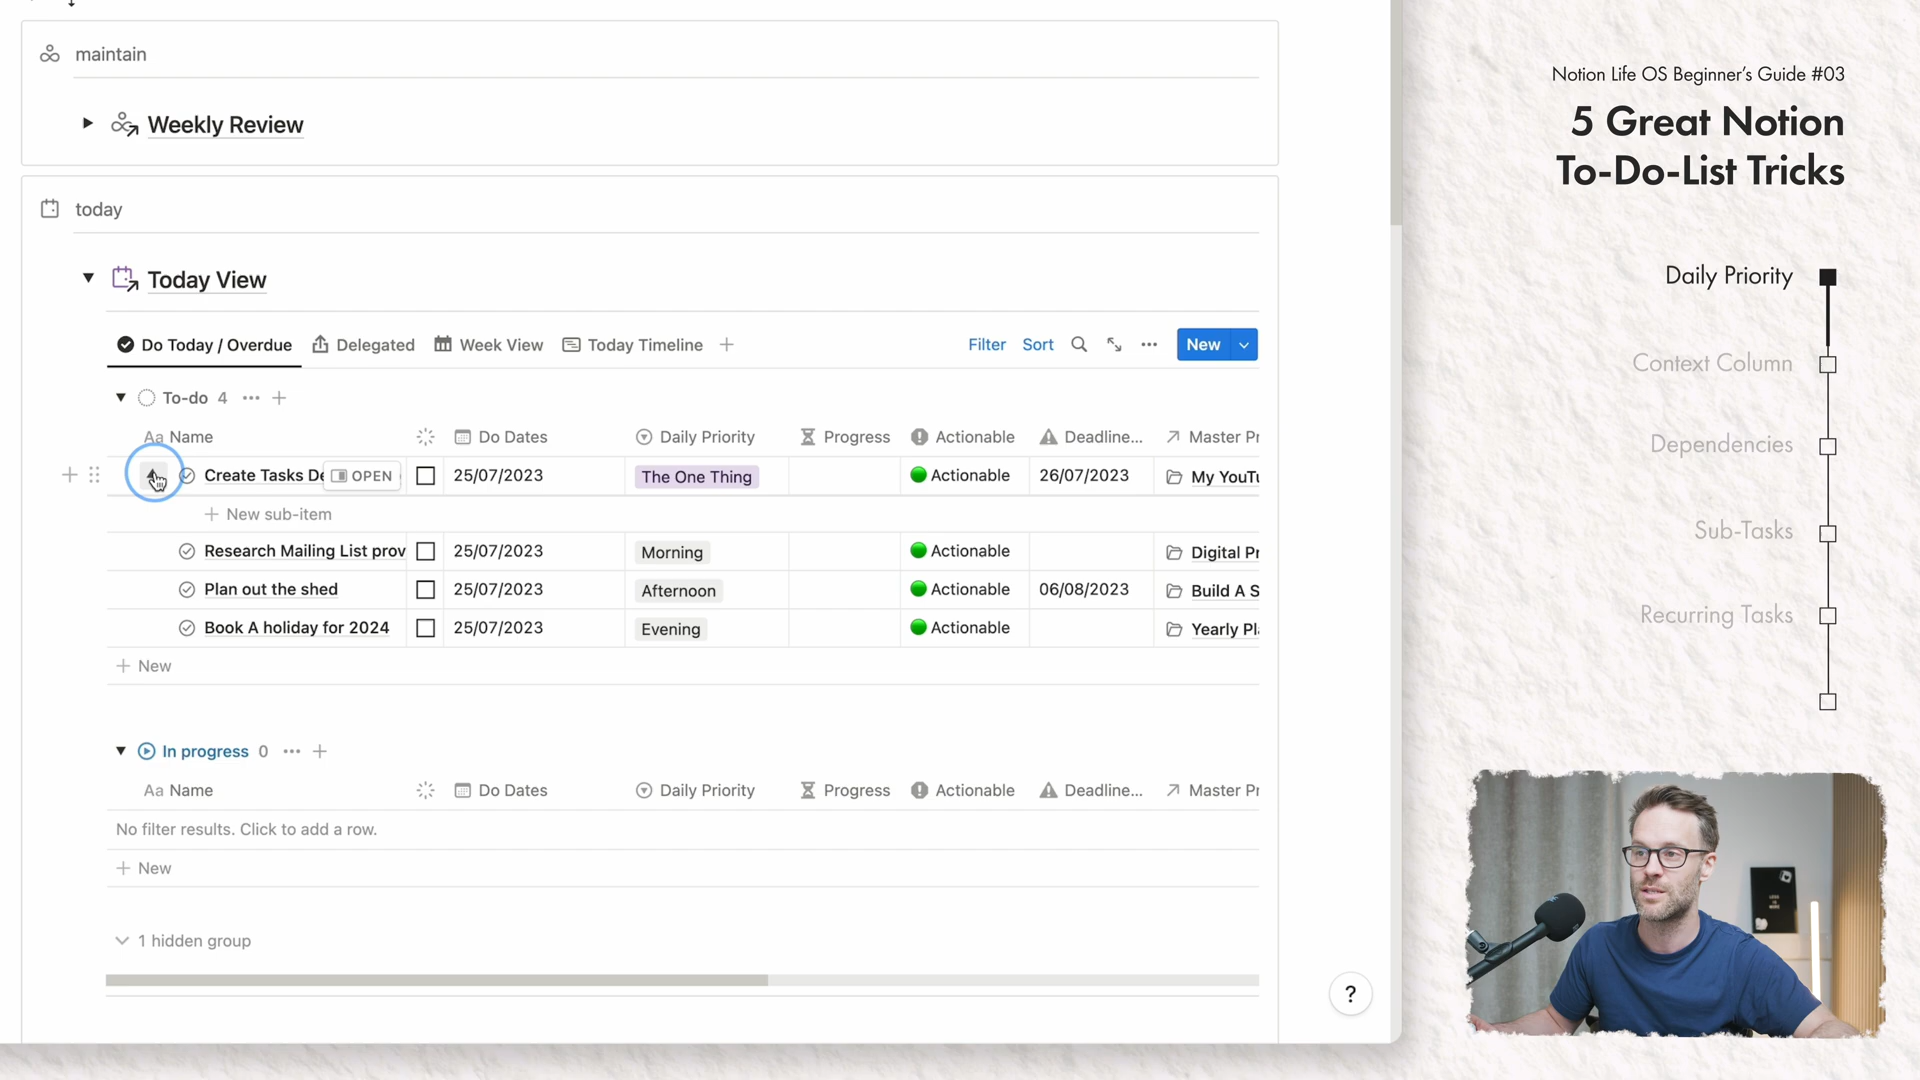 maintain
Weekly Review
today
Today View
Do Today / Overdue Delegated Week View Today Timeline Filter Sort New
To-do 4
Aa Name Do Dates Daily Priority Progress Actionable Deadline... Master Pr
Create Tasks De OPEN 25/07/2023 The One Thing Actionable 26/07/2023 My YouTu
New sub-item
Research Mailing List prov 25/07/2023 Morning Actionable Digital Pr
Plan out the shed 25/07/2023 Afternoon Actionable 06/08/2023 Build A S
Book A holiday for 2024 25/07/2023 Evening Actionable Yearly Pl
New
In progress 0
Aa Name Do Dates Daily Priority Progress Actionable Deadline... Master Pr
No filter results. Click to add a row.
New
1 hidden group
?
Notion Life OS Beginner's Guide #03
5 Great Notion
To-Do-List Tricks
Daily Priority
Context Column
Dependencies
Sub-Tasks
Recurring Tasks